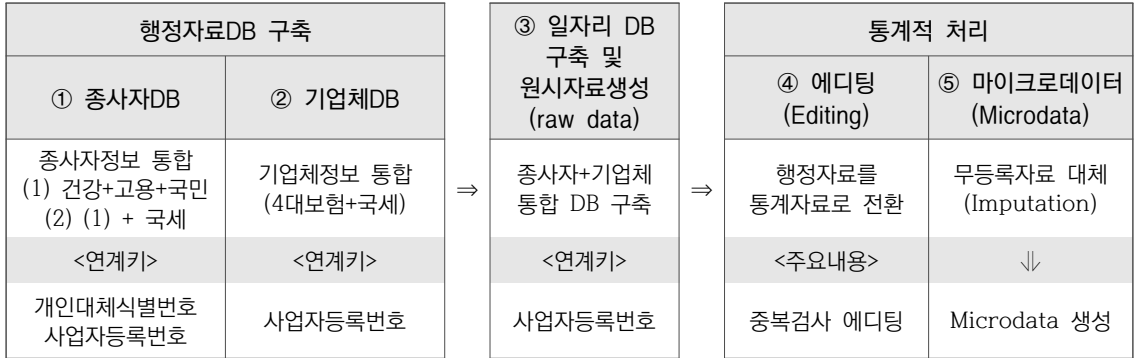 행정자료DB 구축
① 종사자DB
② 기업체DB
종사자정보 통합
(1) 건강+고용+국민
(2) (1) + 국세
기업체정보 통합
(4대보험+국세)
<연계키>
<연계키>
개인대체식별번호
사업자등록번호
사업자등록번호
⇒
③ 일자리 DB
구축 및
원시자료생성
(raw data)
종사자+기업체
통합 DB 구축
<연계키>
사업자등록번호
⇒
통계적 처리
④ 에디팅
(Editing)
⑤ 마이크로데이터
(Microdata)
행정자료를
통계자료로 전환
무등록자료 대체
(Imputation)
<주요내용>
⇓
중복검사 에디팅
Microdata 생성